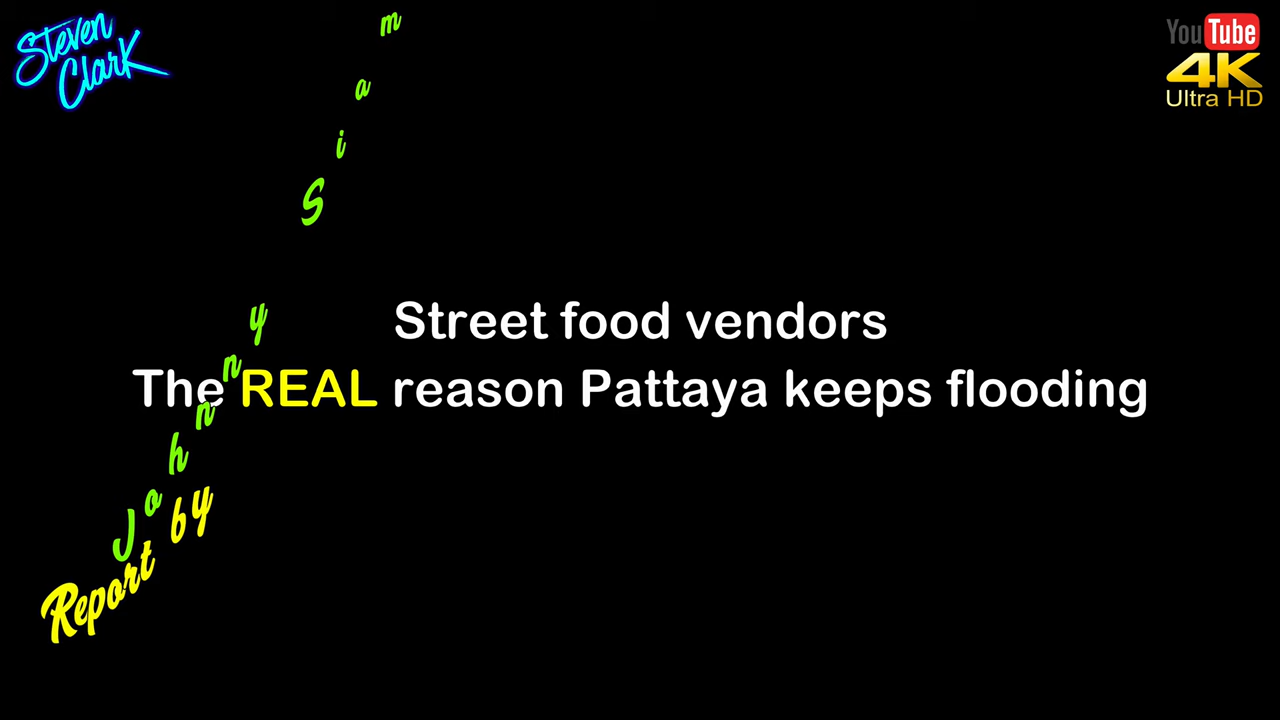 Steven
Clark
YouTube
4K
Ultra HD
Street food vendors
The REAL reason Pattaya keeps flooding
Report by
Johnny Siam